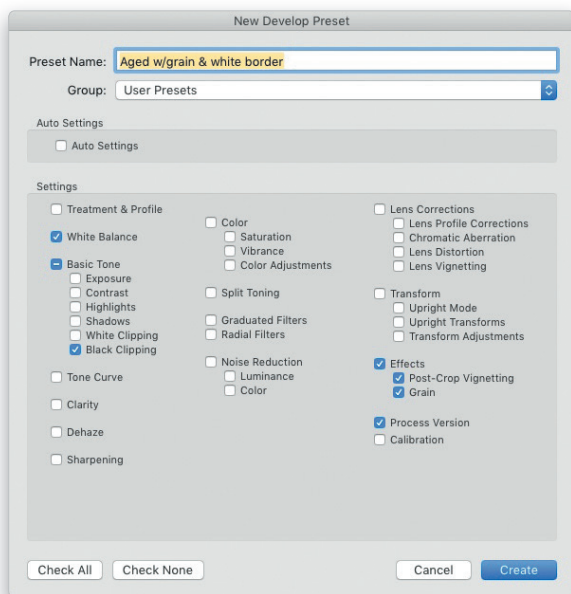 New Develop Preset
Preset Name: Aged w/grain & white border
Group: User Presets
Auto Settings
Auto Settings
Settings
Treatment & Profile
White Balance
Basic Tone
Exposure
Contrast
Highlights
Shadows
White Clipping
Black Clipping
Tone Curve
Clarity
Dehaze
Sharpening
Color
Saturation
Vibrance
Color Adjustments
Split Toning
Graduated Filters
Radial Filters
Noise Reduction
Luminance
Color
Lens Corrections
Lens Profile Corrections
Chromatic Aberration
Lens Distortion
Lens Vignetting
Transform
Upright Mode
Upright Transforms
Transform Adjustments
Effects
Post-Crop Vignetting
Grain
Process Version
Calibration
Check All
Check None
Cancel
Create